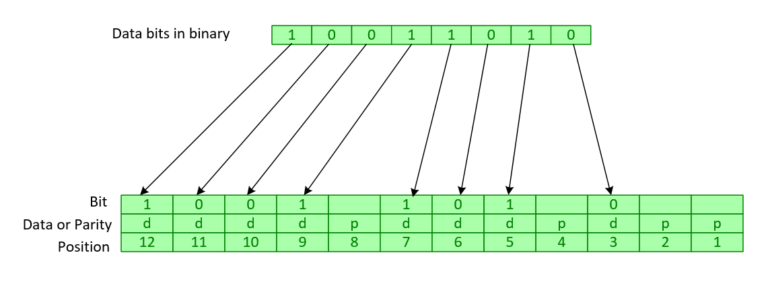 Data bits in binary 1 0 0 1 1 0 1 0
Bit 1 0 0 1 1 0 1 0
Data or Parity d d d d p d d d p d p p
Position 12 11 10 9 8 7 6 5 4 3 2 1